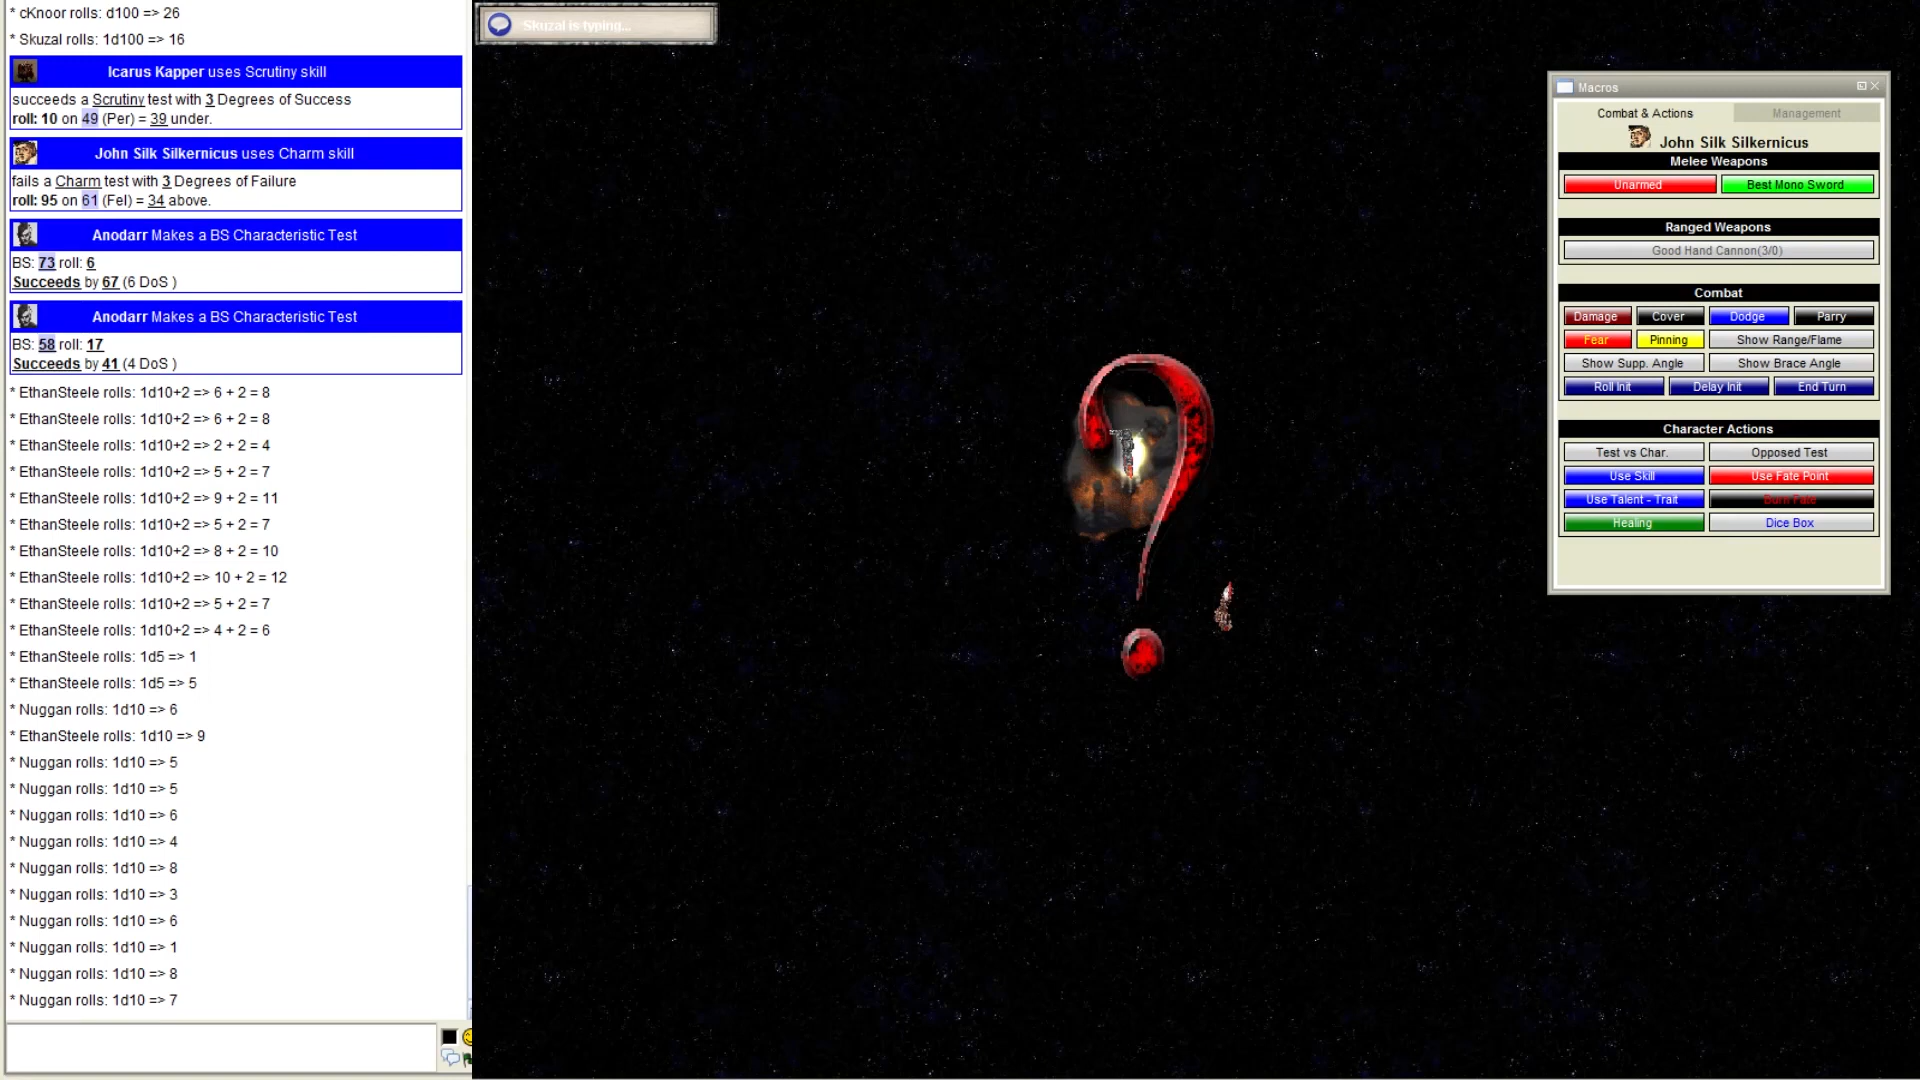 * cKnoor rolls: d100 => 26
* Skuzal rolls: 1d100 => 16
Icarus Kapper uses Scrutiny skill
succeeds a Scrutiny test with 3 Degrees of Success
roll: 10 on 49 (Per) = 39 under.
John Silk Silkernicus uses Charm skill
fails a Charm test with 3 Degrees of Failure
roll: 95 on 61 (Fel) = 34 above.
Anodarr Makes a BS Characteristic Test
BS: 73 roll: 6
Succeeds by 67 (6 DoS )
Anodarr Makes a BS Characteristic Test
BS: 58 roll: 17
Succeeds by 41 (4 DoS )
* EthanSteele rolls: 1d10+2 => 6 + 2 = 8
* EthanSteele rolls: 1d10+2 => 6 + 2 = 8
* EthanSteele rolls: 1d10+2 => 2 + 2 = 4
* EthanSteele rolls: 1d10+2 => 5 + 2 = 7
* EthanSteele rolls: 1d10+2 => 9 + 2 = 11
* EthanSteele rolls: 1d10+2 => 5 + 2 = 7
* EthanSteele rolls: 1d10+2 => 8 + 2 = 10
* EthanSteele rolls: 1d10+2 => 10 + 2 = 12
* EthanSteele rolls: 1d10+2 => 5 + 2 = 7
* EthanSteele rolls: 1d10+2 => 4 + 2 = 6
* EthanSteele rolls: 1d5 => 1
* EthanSteele rolls: 1d5 => 5
* Nuggan rolls: 1d10 => 6
* EthanSteele rolls: 1d10 => 9
* Nuggan rolls: 1d10 => 5
* Nuggan rolls: 1d10 => 5
* Nuggan rolls: 1d10 => 6
* Nuggan rolls: 1d10 => 4
* Nuggan rolls: 1d10 => 8
* Nuggan rolls: 1d10 => 3
* Nuggan rolls: 1d10 => 6
* Nuggan rolls: 1d10 => 1
* Nuggan rolls: 1d10 => 8
* Nuggan rolls: 1d10 => 7
Skuzal is typing...
Macros
Combat & Actions Management
John Silk Silkernicus
Melee Weapons
Unarmed Best Mono Sword
Ranged Weapons
Good Hand Cannon(3/0)
Combat
Damage Cover Dodge Parry
Fear Pinning Show Range/Flame
Show Supp. Angle Show Brace Angle
Roll Init Delay Init End Turn
Character Actions
Test vs Char. Opposed Test
Use Skill Use Fate Point
Use Talent - Trait Burn Fate
Healing Dice Box